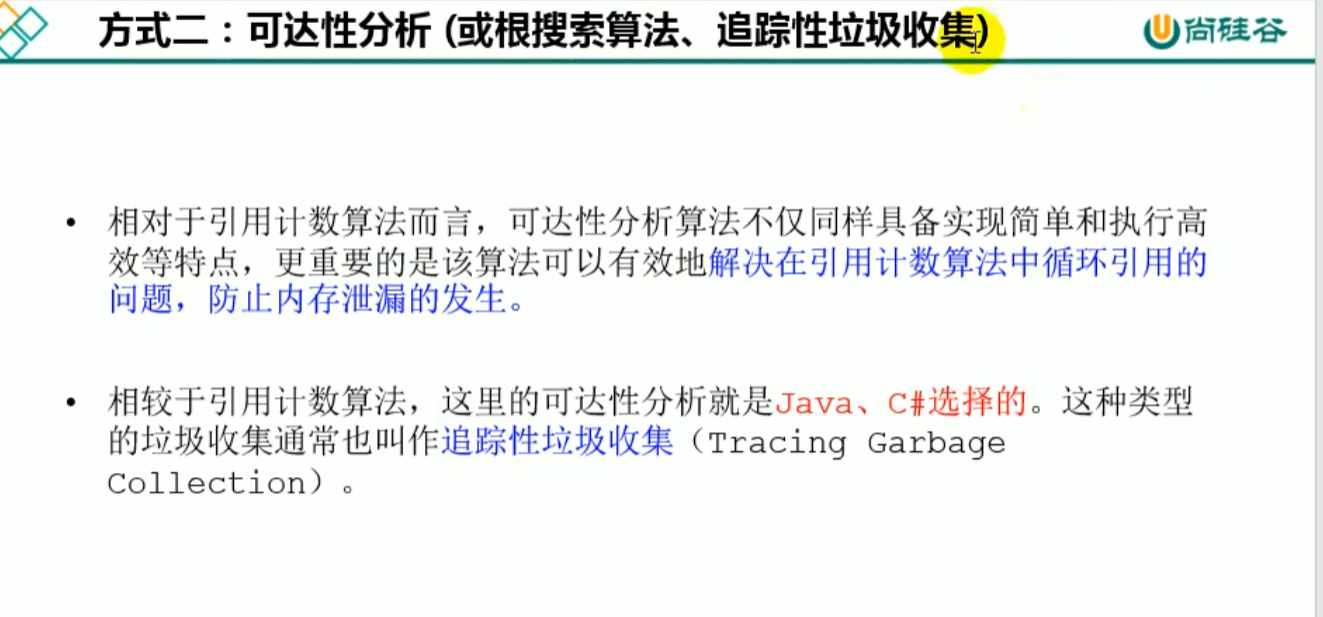 方式二：可达性分析 (或根搜索算法、追踪性垃圾收集)
尚硅谷
• 相对于引用计数算法而言，可达性分析算法不仅同样具备实现简单和执行高
效等特点，更重要的是该算法可以有效地解决在引用计数算法中循环引用的
问题，防止内存泄漏的发生。
• 相较于引用计数算法，这里的可达性分析就是Java、C#选择的。这种类型
的垃圾收集通常也叫作追踪性垃圾收集（Tracing Garbage
Collection）。